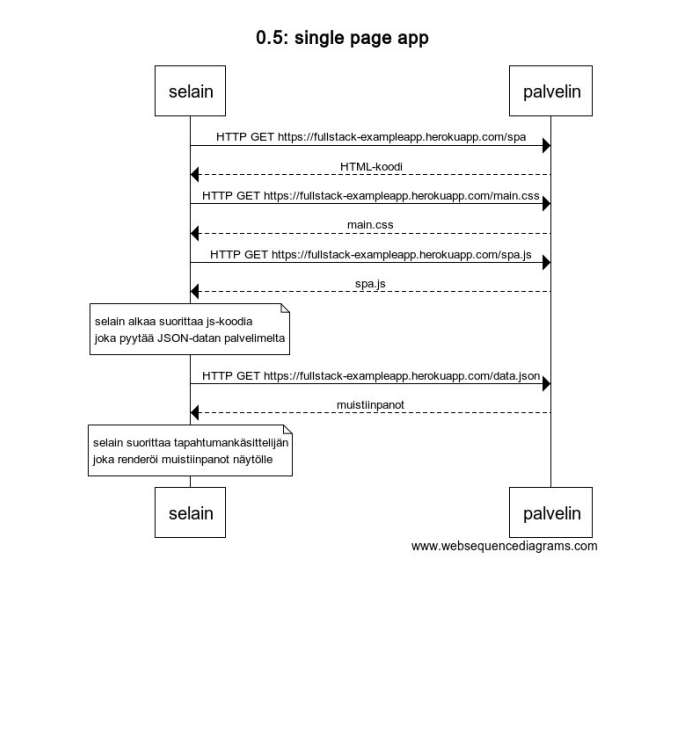 0.5: single page app
selain
palvelin
HTTP GET https://fullstack-exampleapp.herokuapp.com/spa
HTML-koodi
HTTP GET https://fullstack-exampleapp.herokuapp.com/main.css
main.css
HTTP GET https://fullstack-exampleapp.herokuapp.com/spa.js
spa.js
selain alkaa suorittaa js-koodia
joka pyytää JSON-datan palvelimelta
HTTP GET https://fullstack-exampleapp.herokuapp.com/data.json
muistiinpanot
selain suorittaa tapahtumankäsittelijän
joka renderöi muistiinpanot näytölle
selain
palvelin
www.websequencediagrams.com